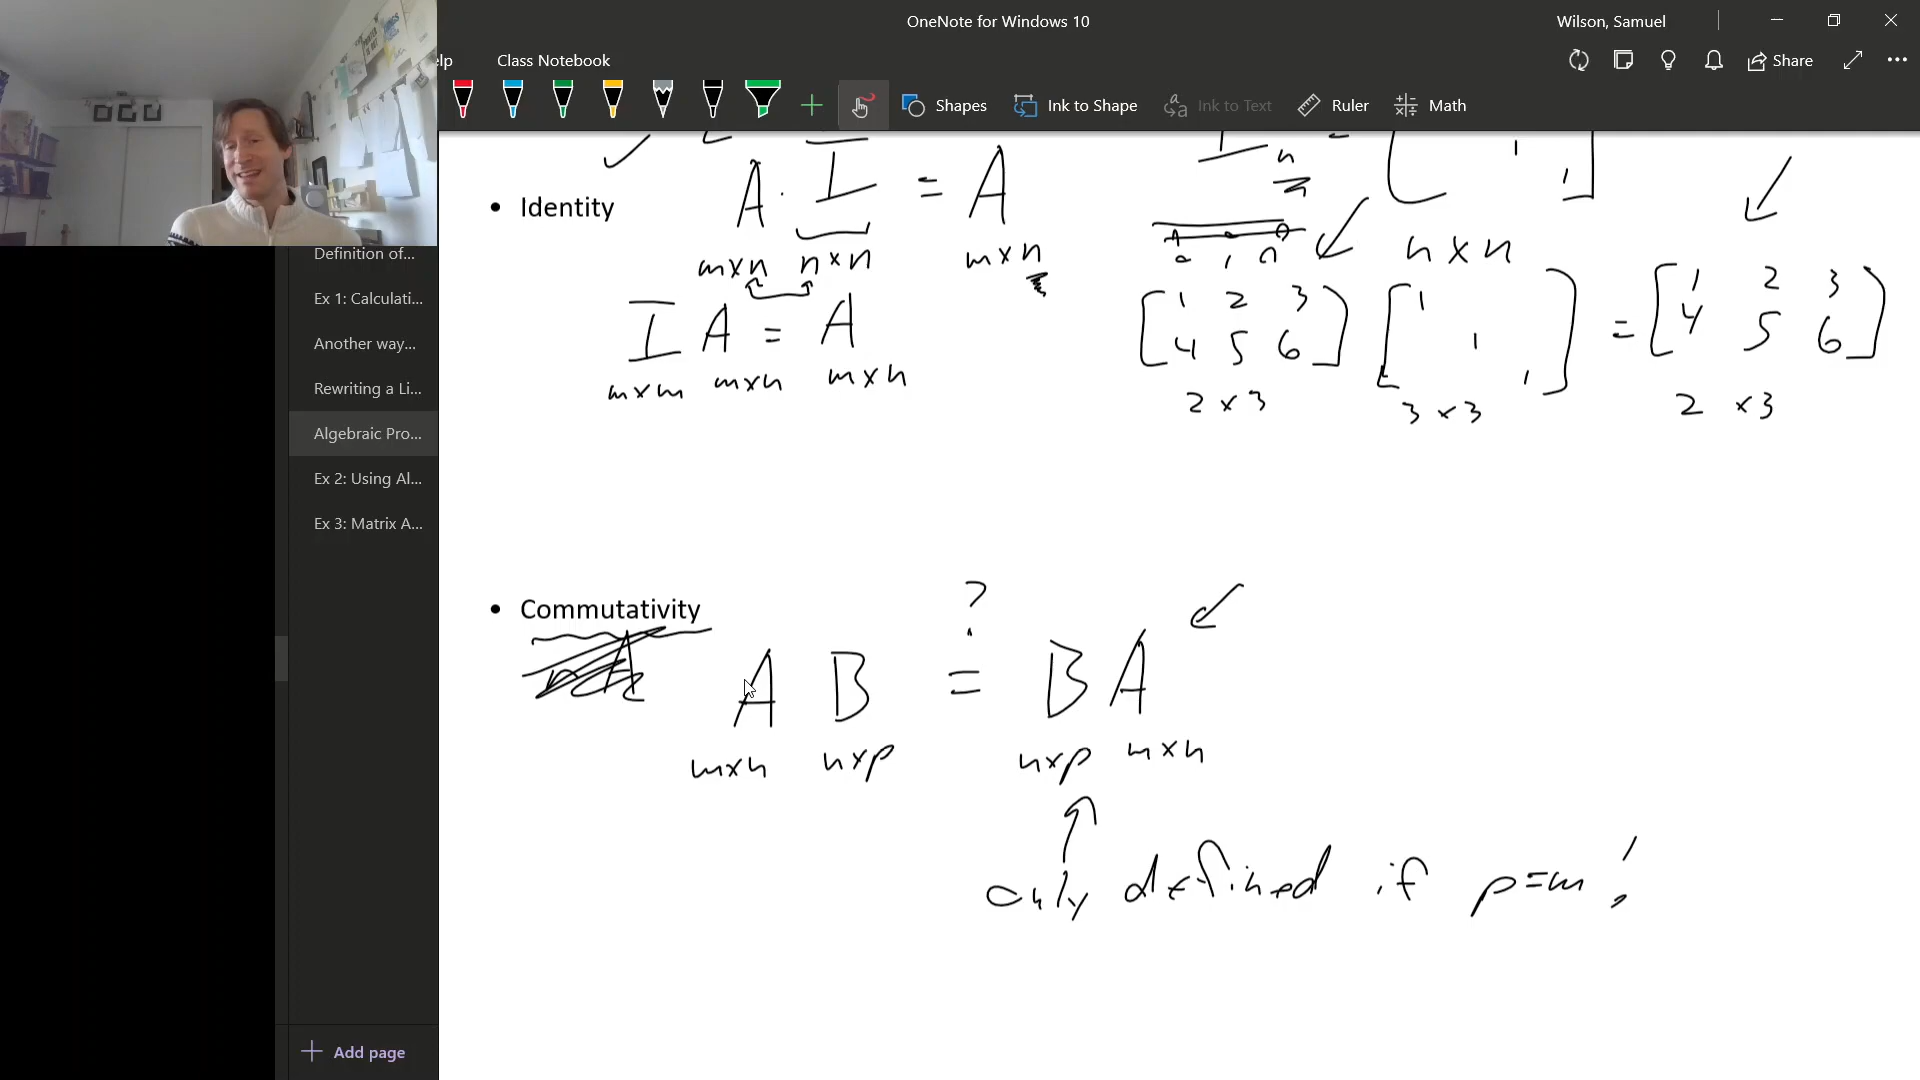 OneNote for Windows 10
Wilson, Samuel
elp
Class Notebook
Share
Shapes
Ink to Shape
Ink to Text
Ruler
Math
Definition of...
Ex 1: Calculati...
Another way...
Rewriting a Li...
Algebraic Pro...
Ex 2: Using Al...
Ex 3: Matrix A...
Add page
• Identity
A · I = A
m×n n×n m×n
I A = A
m×m m×n m×n
I n = [ 1 1 ]
n × n
[ 1 2 3 [ 1 = [ 1 2 3
4 5 6 ] 1 4 5 6 ]
1 ]
2 × 3 3 × 3 2 × 3
• Commutativity
?
A B = B A
m×n n×p n×p m×n
only defined if p=m!